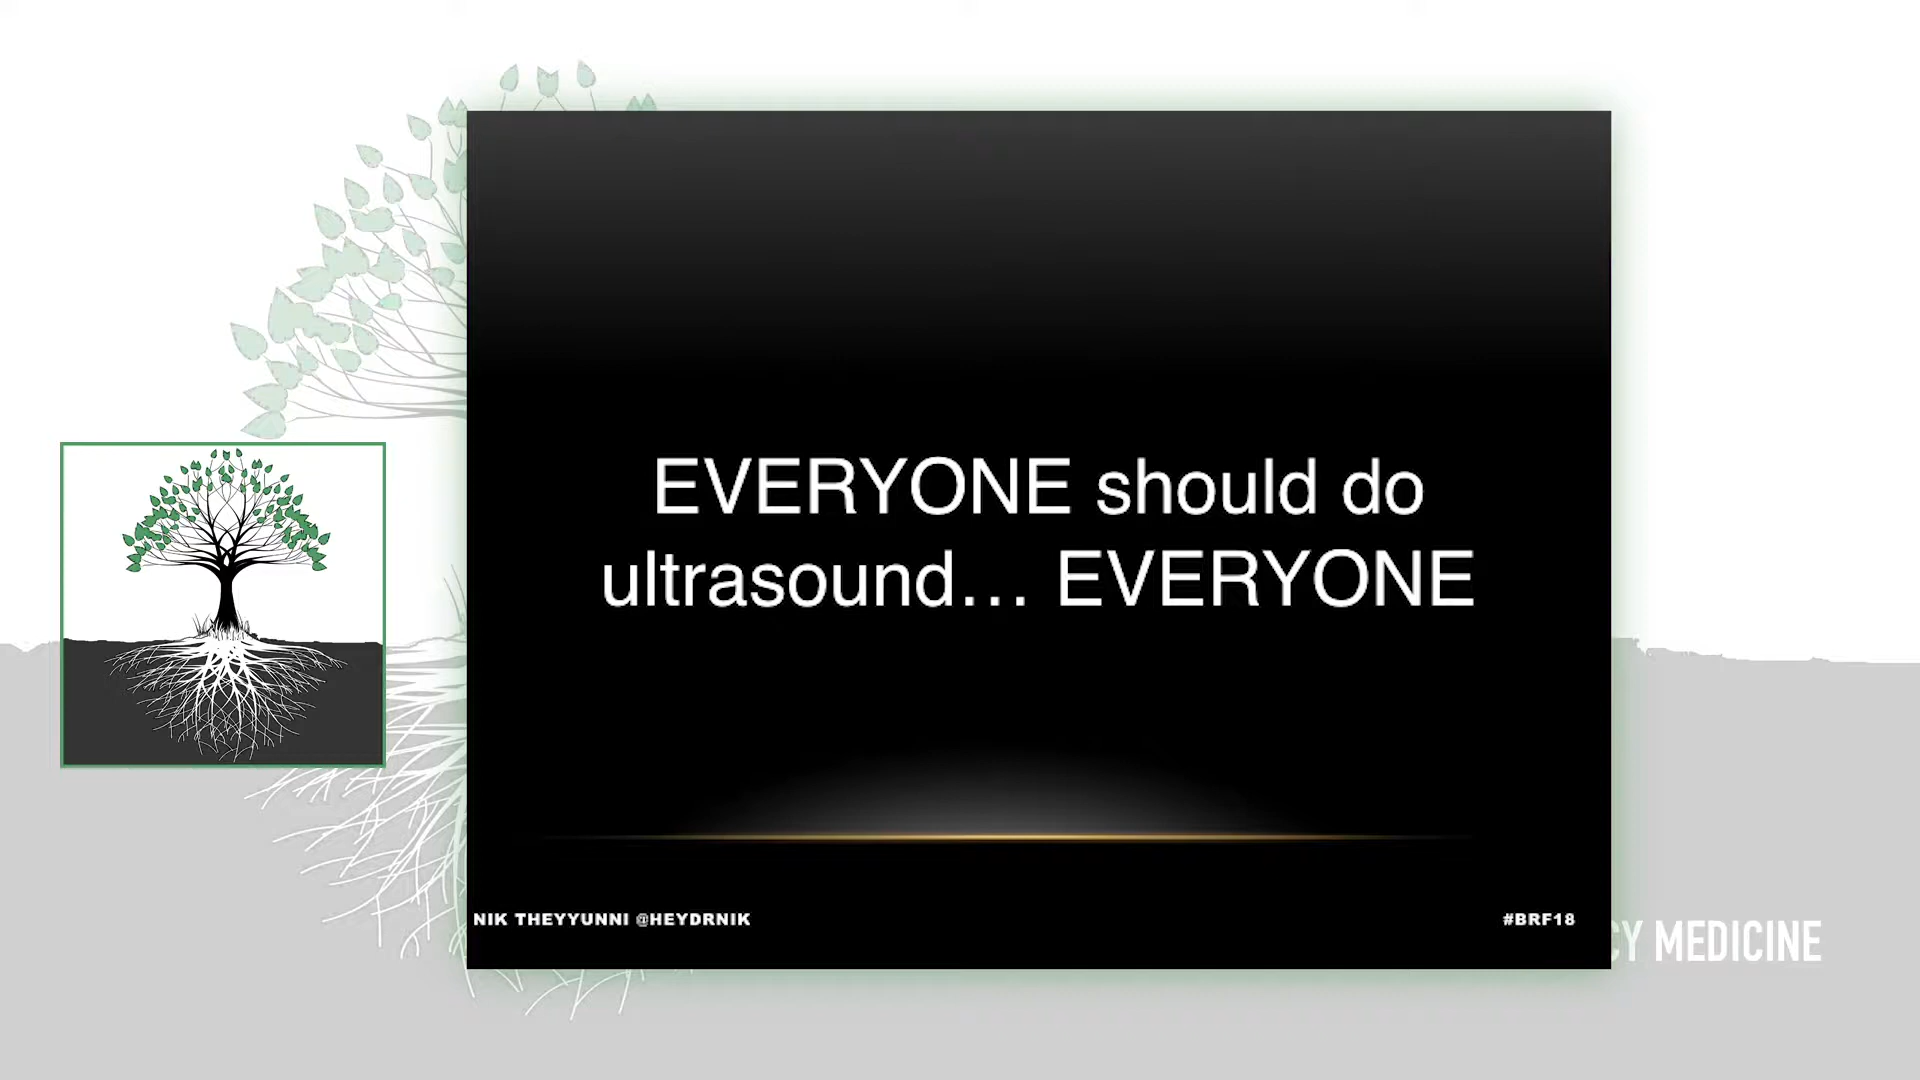 EVERYONE should do
ultrasound… EVERYONE
NIK THEYYUNNI @HEYDRNIK
#BRF18
CY MEDICINE